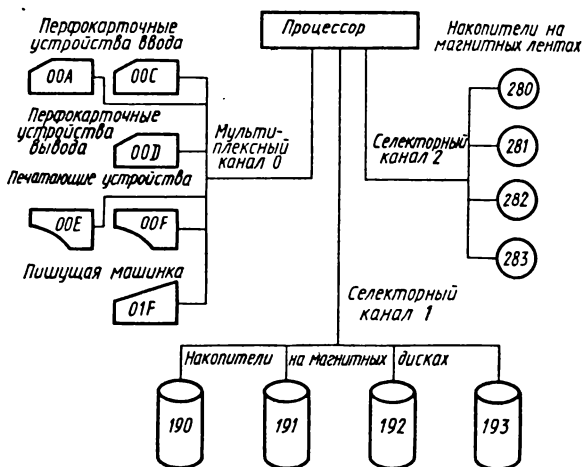 Перфокарточные
устройства ввода
00A
00C
Перфокарточные
устройства
вывода
00D
Печатающие устройства
00E
00F
Пишущая машинка
01F
Процессор
Мульти-
плексный
канал 0
Селекторный
канал 2
Накопители на
магнитных лентах
280
281
282
283
Селекторный
канал 1
Накопители на магнитных дисках
190
191
192
193